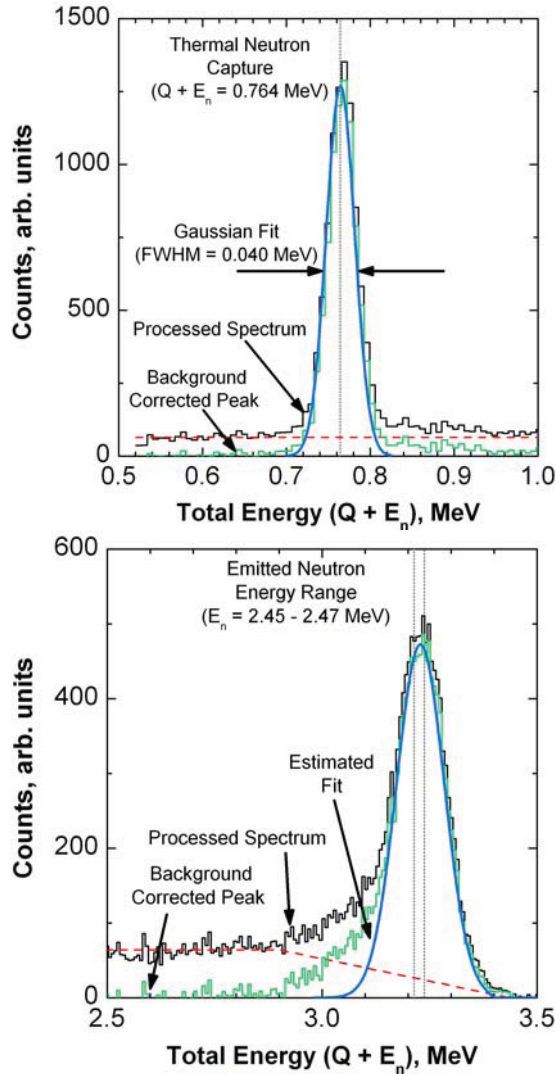 1500
Thermal Neutron
Capture
(Q + Eₙ = 0.764 MeV)
1000
Gaussian Fit
(FWHM = 0.040 MeV)
Counts, arb. units
500
Processed Spectrum
Background
Corrected Peak
0
0.5 0.6 0.7 0.8 0.9 1.0
Total Energy (Q + Eₙ), MeV
600
Emitted Neutron
Energy Range
(Eₙ = 2.45 - 2.47 MeV)
400
Counts, arb. units
Estimated
Fit
Processed Spectrum
200
Background
Corrected Peak
0
2.5 3.0 3.5
Total Energy (Q + Eₙ), MeV